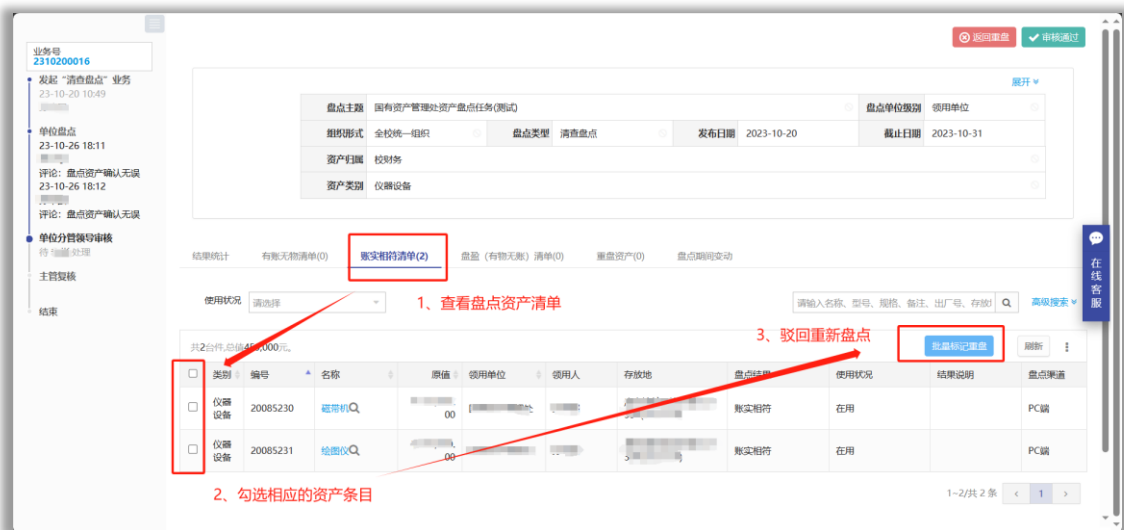 返回重盘
审核通过
业务号
2310200016
发起“清查盘点”业务
23-10-20 10:49
单位盘点
23-10-26 18:11
评论：盘点资产确认无误
23-10-26 18:12
评论：盘点资产确认无误
单位分管领导审核
待 处理
主管复核
结束
展开
盘点主题 国有资产管理处资产盘点任务(测试) 盘点单位级别 领用单位
组织形式 全校统一组织 盘点类型 清查盘点 发布日期 2023-10-20 截止日期 2023-10-31
资产归属 校财务
资产类别 仪器设备
结果统计 有账无物清单(0) 账实相符清单(2) 盘盈（有物无账）清单(0) 重盘资产(0) 盘点期间变动
在线客服
使用状况 请选择 请输入名称、型号、规格、备注、出厂号、存放 高级搜索
1、查看盘点资产清单
3、驳回重新盘点
共2台件,总值 ,000元。 批量标记重盘 刷新
类别 编号 名称 原值 领用单位 领用人 存放地 盘点结果 使用状况 结果说明 盘点渠道
仪器设备 20085230 磁带机 00 账实相符 在用 PC端
仪器设备 20085231 绘图仪 00 账实相符 在用 PC端
2、勾选相应的资产条目
1~2/共 2 条 1